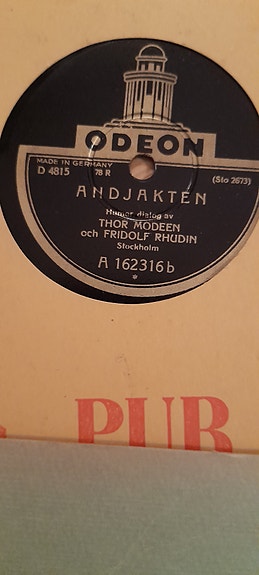 ODEON
MADE IN GERMANY
D 4815 78 R (Sto 2673)
ANDJAKTEN
Humor dialog av
THOR MODEEN
och FRIDOLF RHUDIN
Stockholm
A 162316 b
PUB